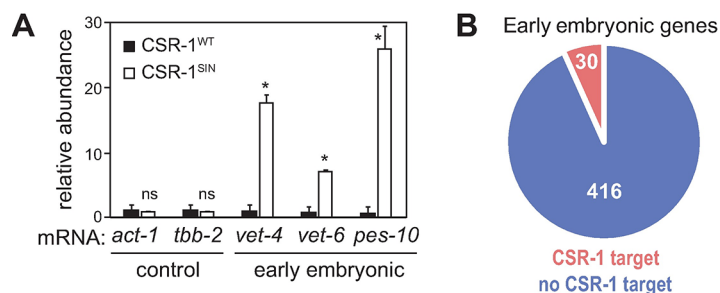 A
relative abundance
30
20
10
0
CSR-1WT
CSR-1SIN
ns
ns
*
*
*
mRNA: act-1 tbb-2 vet-4 vet-6 pes-10
control early embryonic
B
Early embryonic genes
30
416
CSR-1 target
no CSR-1 target